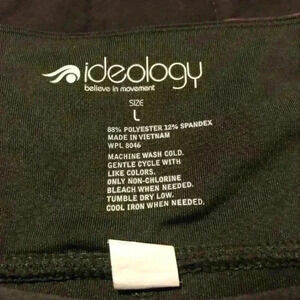 ideology
believe in movement
SIZE
L
88% POLYESTER 12% SPANDEX
MADE IN VIETNAM
WPL 8046
MACHINE WASH COLD.
GENTLE CYCLE WITH
LIKE COLORS.
ONLY NON-CHLORINE
BLEACH WHEN NEEDED.
TUMBLE DRY LOW.
COOL IRON WHEN NEEDED.